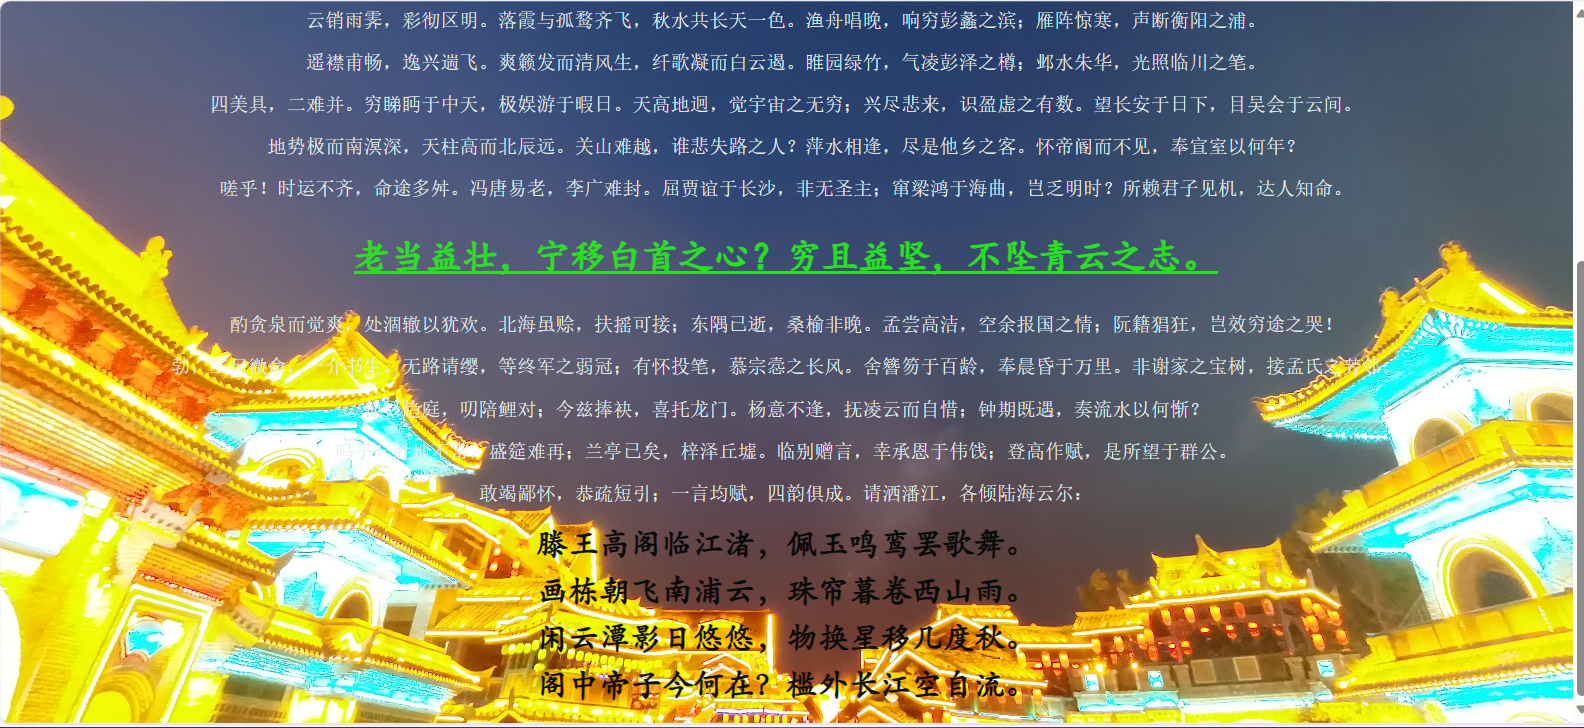 云销雨霁，彩彻区明。落霞与孤鹜齐飞，秋水共长天一色。渔舟唱晚，响穷彭蠡之滨；雁阵惊寒，声断衡阳之浦。
遥襟甫畅，逸兴遄飞。爽籁发而清风生，纤歌凝而白云遏。睢园绿竹，气凌彭泽之樽；邺水朱华，光照临川之笔。
四美具，二难并。穷睇眄于中天，极娱游于暇日。天高地迥，觉宇宙之无穷；兴尽悲来，识盈虚之有数。望长安于日下，目吴会于云间。
地势极而南溟深，天柱高而北辰远。关山难越，谁悲失路之人？萍水相逢，尽是他乡之客。怀帝阍而不见，奉宣室以何年？
嗟乎！时运不齐，命途多舛。冯唐易老，李广难封。屈贾谊于长沙，非无圣主；窜梁鸿于海曲，岂乏明时？所赖君子见机，达人知命。
老当益壮，宁移白首之心？穷且益坚，不坠青云之志。
酌贪泉而觉爽，处涸辙以犹欢。北海虽赊，扶摇可接；东隅已逝，桑榆非晚。孟尝高洁，空余报国之情；阮籍猖狂，岂效穷途之哭！
勃，三尺微命，一介书生。无路请缨，等终军之弱冠；有怀投笔，慕宗悫之长风。舍簪笏于百龄，奉晨昏于万里。非谢家之宝树，接孟氏之芳邻。
庭，叨陪鲤对；今兹捧袂，喜托龙门。杨意不逢，抚凌云而自惜；钟期既遇，奏流水以何惭？
呜乎！盛筵难再；兰亭已矣，梓泽丘墟。临别赠言，幸承恩于伟饯；登高作赋，是所望于群公。
敢竭鄙怀，恭疏短引；一言均赋，四韵俱成。请洒潘江，各倾陆海云尔：
滕王高阁临江渚，佩玉鸣鸾罢歌舞。
画栋朝飞南浦云，珠帘暮卷西山雨。
闲云潭影日悠悠，物换星移几度秋。
阁中帝子今何在？槛外长江空自流。